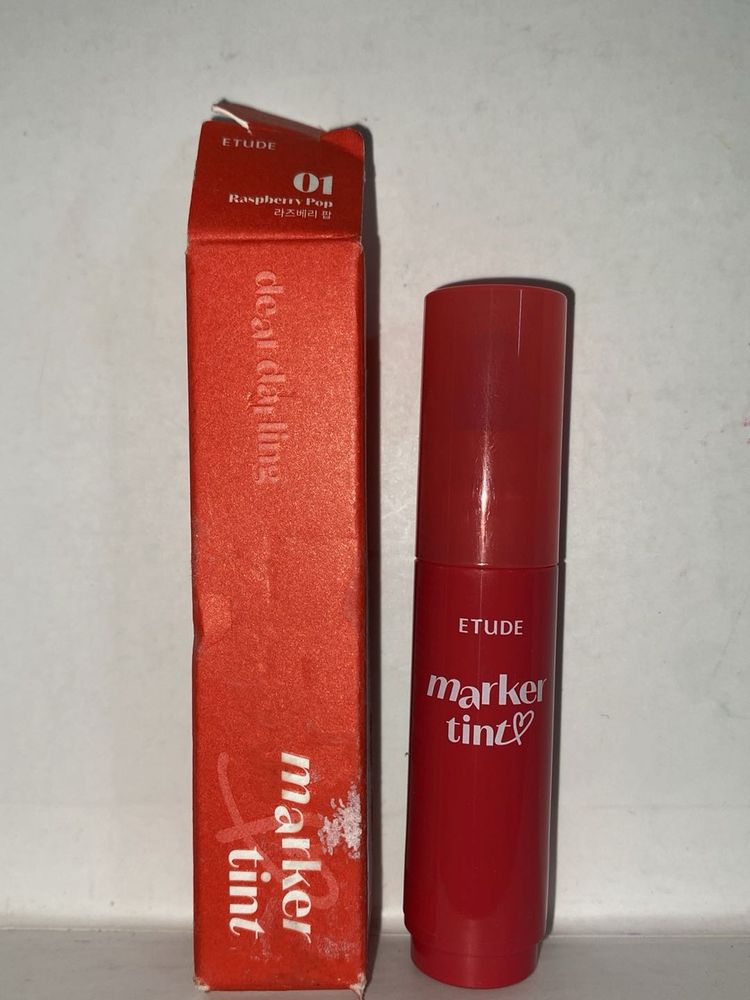 ETUDE
01
Raspberry Pop
라즈베리 팝
dear darling
marker
tint
ETUDE
marker
tint